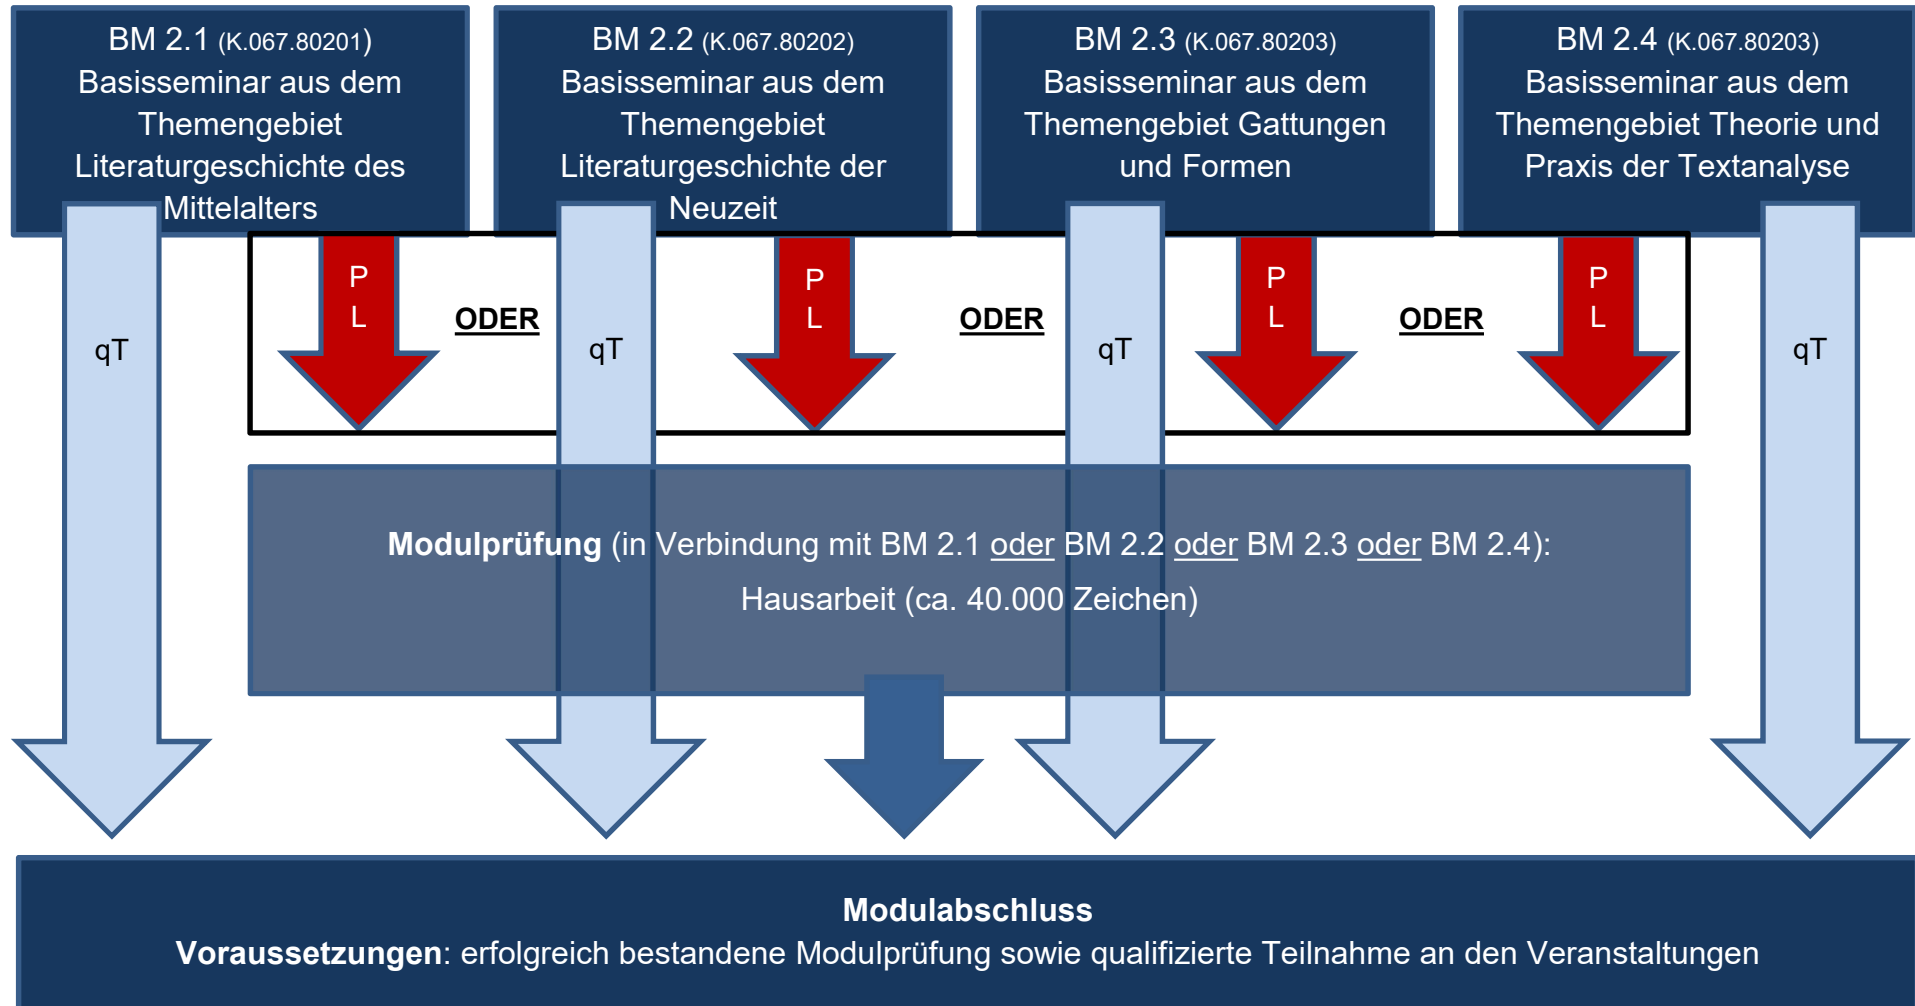 BM 2.1 (K.067.80201)
Basisseminar aus dem
Themengebiet
Literaturgeschichte des
Mittelalters
BM 2.2 (K.067.80202)
Basisseminar aus dem
Themengebiet
Literaturgeschichte der
Neuzeit
BM 2.3 (K.067.80203)
Basisseminar aus dem
Themengebiet Gattungen
und Formen
BM 2.4 (K.067.80203)
Basisseminar aus dem
Themengebiet Theorie und
Praxis der Textanalyse
qT
P
L
ODER
qT
P
L
ODER
qT
P
L
ODER
P
L
qT
Modulprüfung (in Verbindung mit BM 2.1 oder BM 2.2 oder BM 2.3 oder BM 2.4):
Hausarbeit (ca. 40.000 Zeichen)
Modulabschluss
Voraussetzungen: erfolgreich bestandene Modulprüfung sowie qualifizierte Teilnahme an den Veranstaltungen